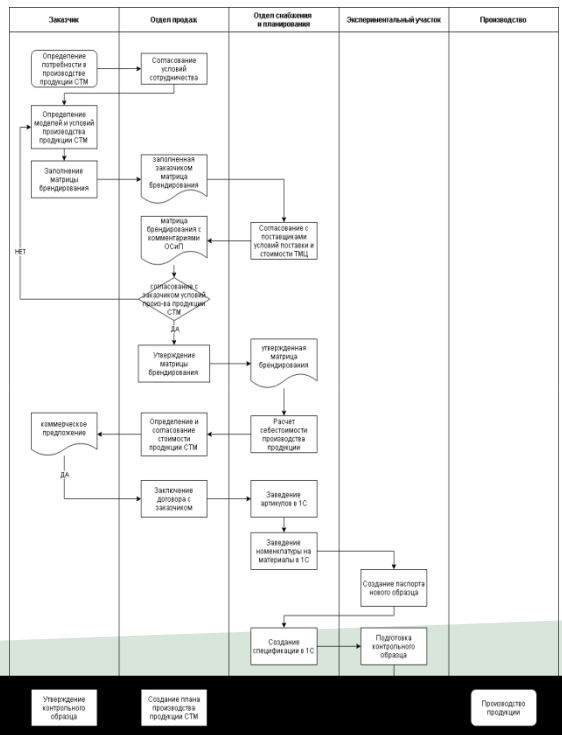 Заказчик
Отдел продаж
Отдел снабжения
и планирования
Экспериментальный участок
Производство
Определение
потребности в
производстве
продукции СТМ
Согласование
условий
сотрудничества
Определение
моделей и условий
производства
продукции СТМ
Заполнение
матрицы
брендирования
заполненная
заказчиком
матрица
брендирования
матрица
брендирования с
комментариями
ОСиП
Согласование с
поставщиками
условий поставки и
стоимости ТМЦ
НЕТ
согласование с
заказчиком условий
произ-ва продукции
СТМ
ДА
Утверждение
матрицы
брендирования
утвержденная
матрица
брендирования
коммерческое
предложение
Определение и
согласование
стоимости
продукции СТМ
Расчет
себестоимости
производства
продукции
ДА
Заключение
договора с
заказчиком
Заведение
артикулов в 1С
Заведение
номенклатуры на
материалы в 1С
Создание паспорта
нового образца
Создание
спецификации в 1С
Подготовка
контрольного
образца
Утверждение
контрольного
образца
Создание плана
производства
продукции СТМ
Производство
продукции